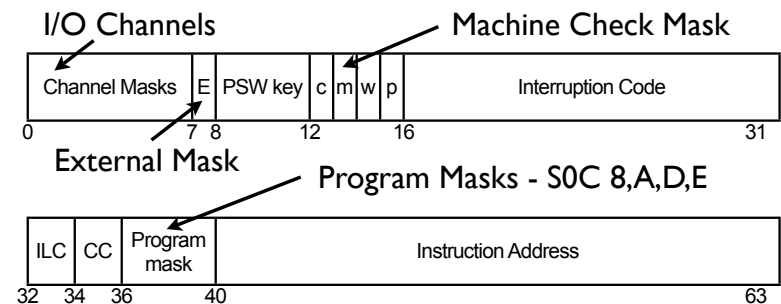 I/O Channels Machine Check Mask
Channel Masks E PSW key c m w p Interruption Code
0 7 8 12 16 31
External Mask
Program Masks - S0C 8,A,D,E
ILC CC Program mask Instruction Address
32 34 36 40 63